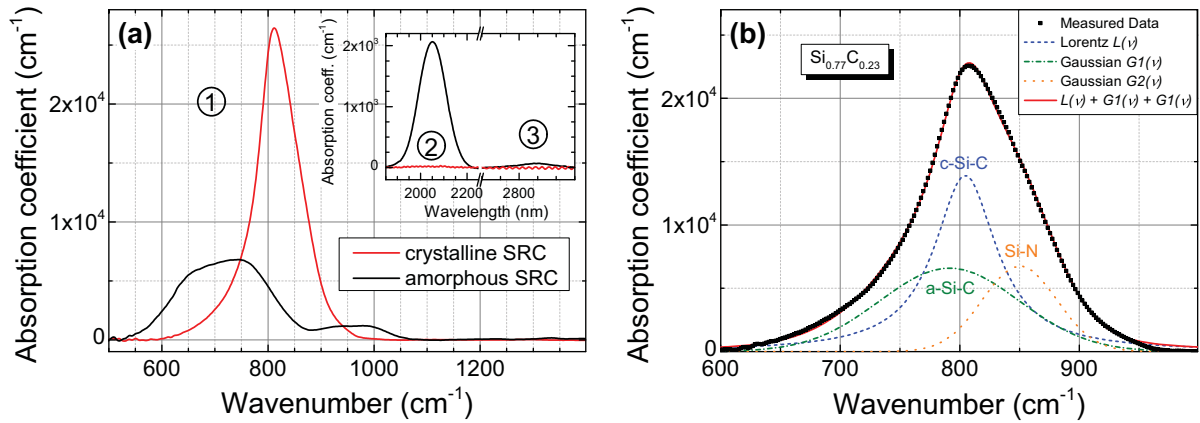 (a)
Absorption coefficient (cm⁻¹)
2x10⁴
1x10⁴
0
600 800 1000 1200
Wavenumber (cm⁻¹)
1
crystalline SRC
amorphous SRC
Absorption coeff. (cm⁻¹)
2x10³
1x10³
0
2000 2200 2800
Wavelength (nm)
2
3
(b)
Absorption coefficient (cm⁻¹)
2x10⁴
1x10⁴
0
600 700 800 900
Wavenumber (cm⁻¹)
Si₀.₇₇C₀.₂₃
Measured Data
Lorentz L(ν)
Gaussian G1(ν)
Gaussian G2(ν)
L(ν) + G1(ν) + G1(ν)
c-Si-C
Si-N
a-Si-C